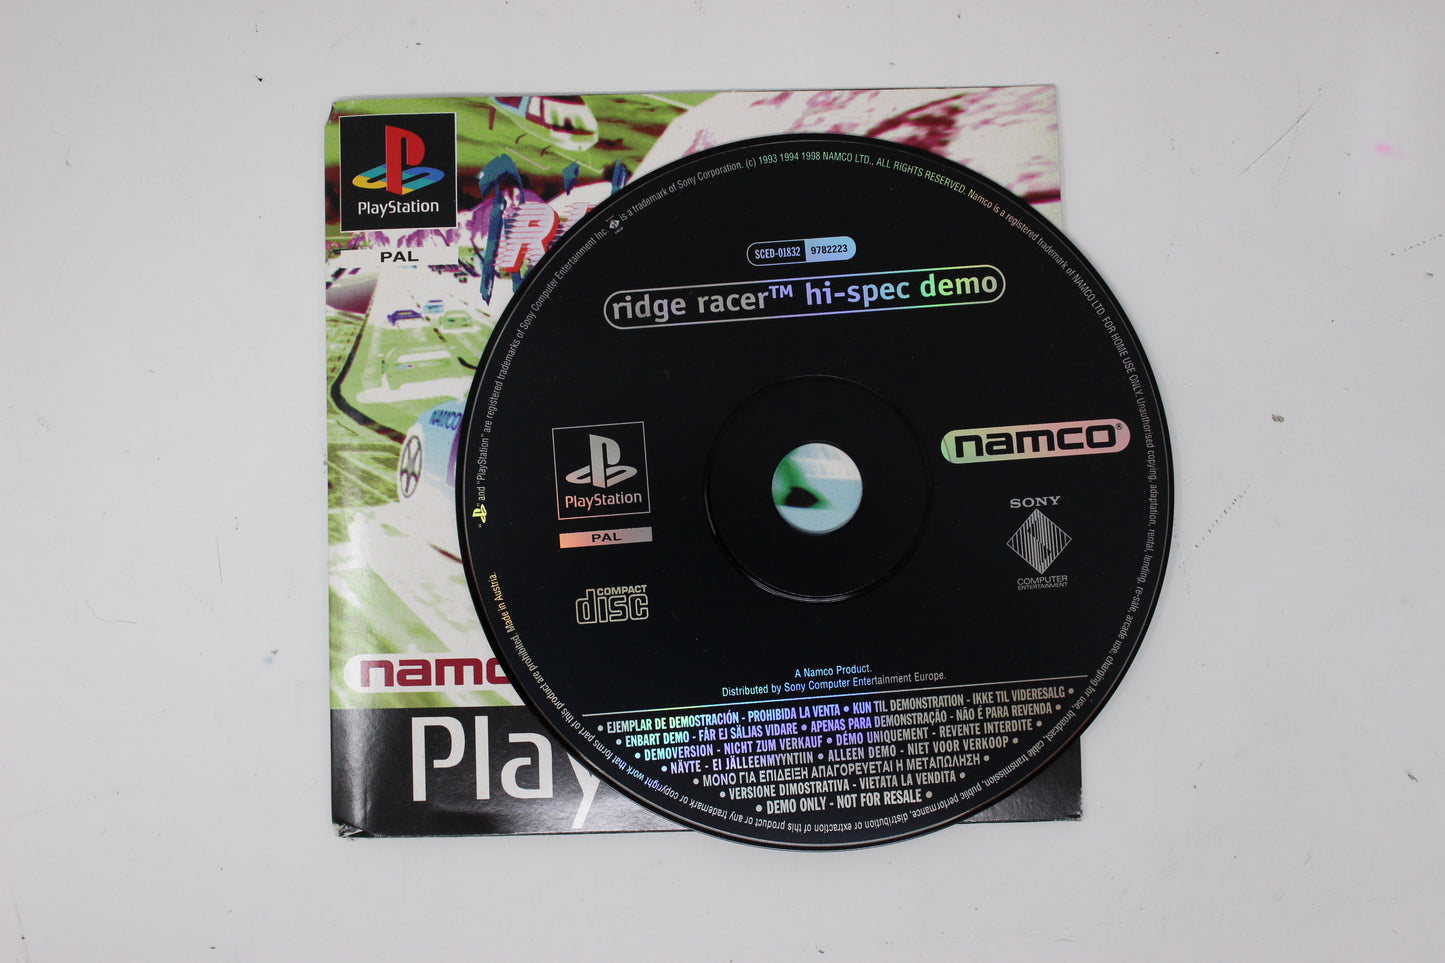 PlayStation
PAL
R
NAMCO
namc
Play
is a trademark of Sony Corporation. (c) 1993 1994 1998 NAMCO LTD., ALL RIGHTS RESERVED. Namco is a registered trademark of NAMCO LTD. FOR HOME USE ONLY. Unauthorised copying, adaptation, rental, lending, re-sale, arcade use, charging for use, broadcast, cable transmission, public performance, distribution or extraction of this product or any trademark or copyright work that forms part of this product are prohibited. Made in Austria.
" " and "PlayStation" are registered trademarks of Sony Computer Entertainment Inc.
SCED-01832 9782223
ridge racer™ hi-spec demo
namco®
PlayStation
PAL
SONY
COMPUTER
ENTERTAINMENT
COMPACT
disc
A Namco Product.
Distributed by Sony Computer Entertainment Europe.
• EJEMPLAR DE DEMOSTRACIÓN - PROHIBIDA LA VENTA • KUN TIL DEMONSTRATION - IKKE TIL VIDERESALG •
• ENBART DEMO - FÅR EJ SÄLJAS VIDARE • APENAS PARA DEMONSTRAÇÃO - NÃO É PARA REVENDA •
• DEMOVERSION - NICHT ZUM VERKAUF • DÉMO UNIQUEMENT - REVENTE INTERDITE •
• NÄYTE - EI JÄLLEENMYYNTIIN • ALLEEN DEMO - NIET VOOR VERKOOP •
• ΜΟΝΟ ΓΙΑ ΕΠΙΔΕΙΞΗ ΑΠΑΓΟΡΕΥΕΤΑΙ Η ΜΕΤΑΠΩΛΗΣΗ •
• VERSIONE DIMOSTRATIVA - VIETATA LA VENDITA •
• DEMO ONLY - NOT FOR RESALE •